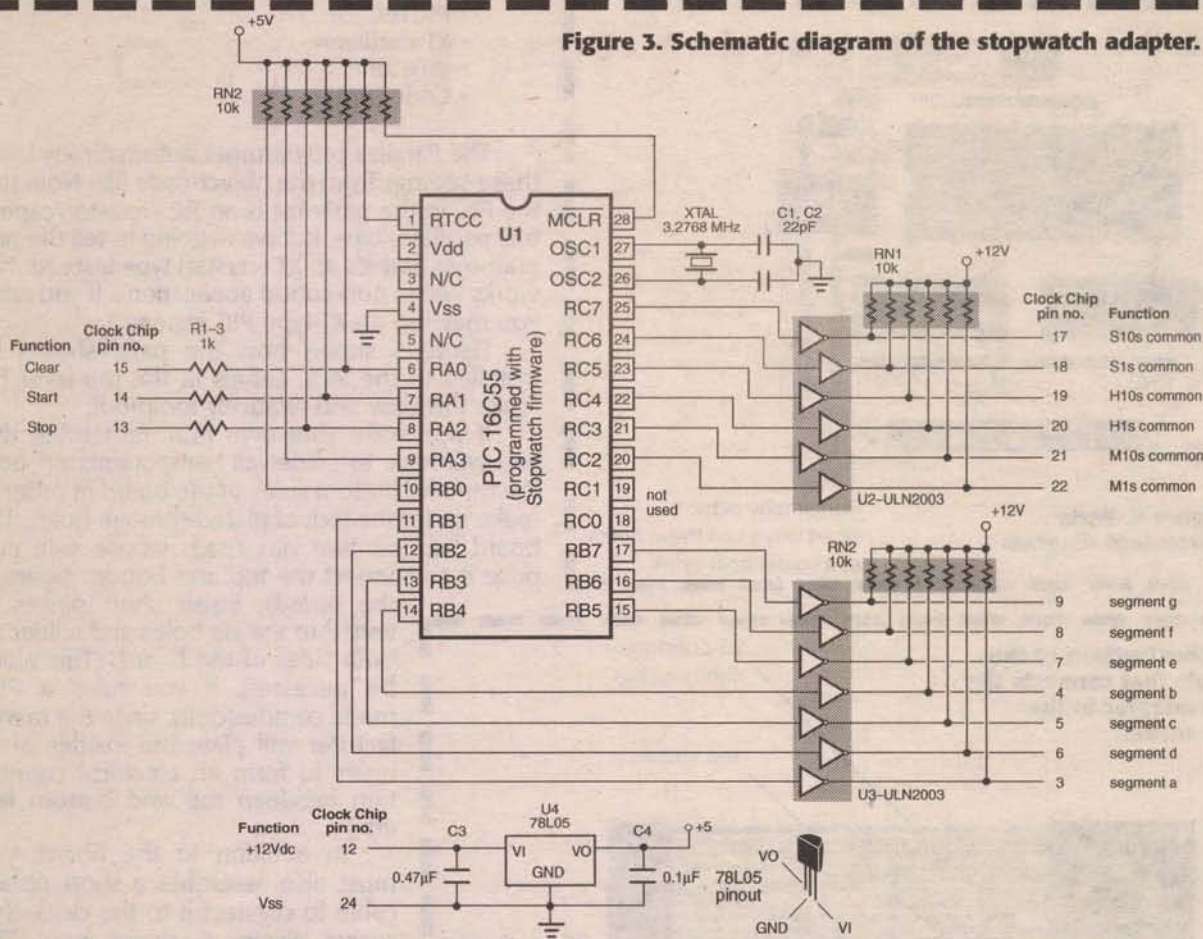 Figure 3. Schematic diagram of the stopwatch adapter.
+5V
RN2
10k
U1
PIC 16C55
(programmed with
Stopwatch firmware)
1 RTCC
2 Vdd
3 N/C
4 Vss
5 N/C
6 RA0
7 RA1
8 RA2
9 RA3
10 RB0
11 RB1
12 RB2
13 RB3
14 RB4
MCLR 28
OSC1 27
OSC2 26
RC7 25
RC6 24
RC5 23
RC4 22
RC3 21
RC2 20
RC1 19
RC0 18
RB7 17
RB6 16
RB5 15
not
used
Function
Clock Chip
pin no.
R1–3
1k
Clear 15
Start 14
Stop 13
XTAL
3.2768 MHz
C1, C2
22pF
RN1
10k
+12V
Clock Chip
pin no.
Function
17 S10s common
18 S1s common
19 H10s common
20 H1s common
21 M10s common
22 M1s common
U2–ULN2003
+12V
RN2
10k
9 segment g
8 segment f
7 segment e
4 segment b
5 segment c
6 segment d
3 segment a
U3–ULN2003
Function
Clock Chip
pin no.
+12Vdc 12
Vss 24
C3
0.47µF
U4
78L05
VI VO
GND
C4
0.1µF
+5
78L05
pinout
VO
GND
VI